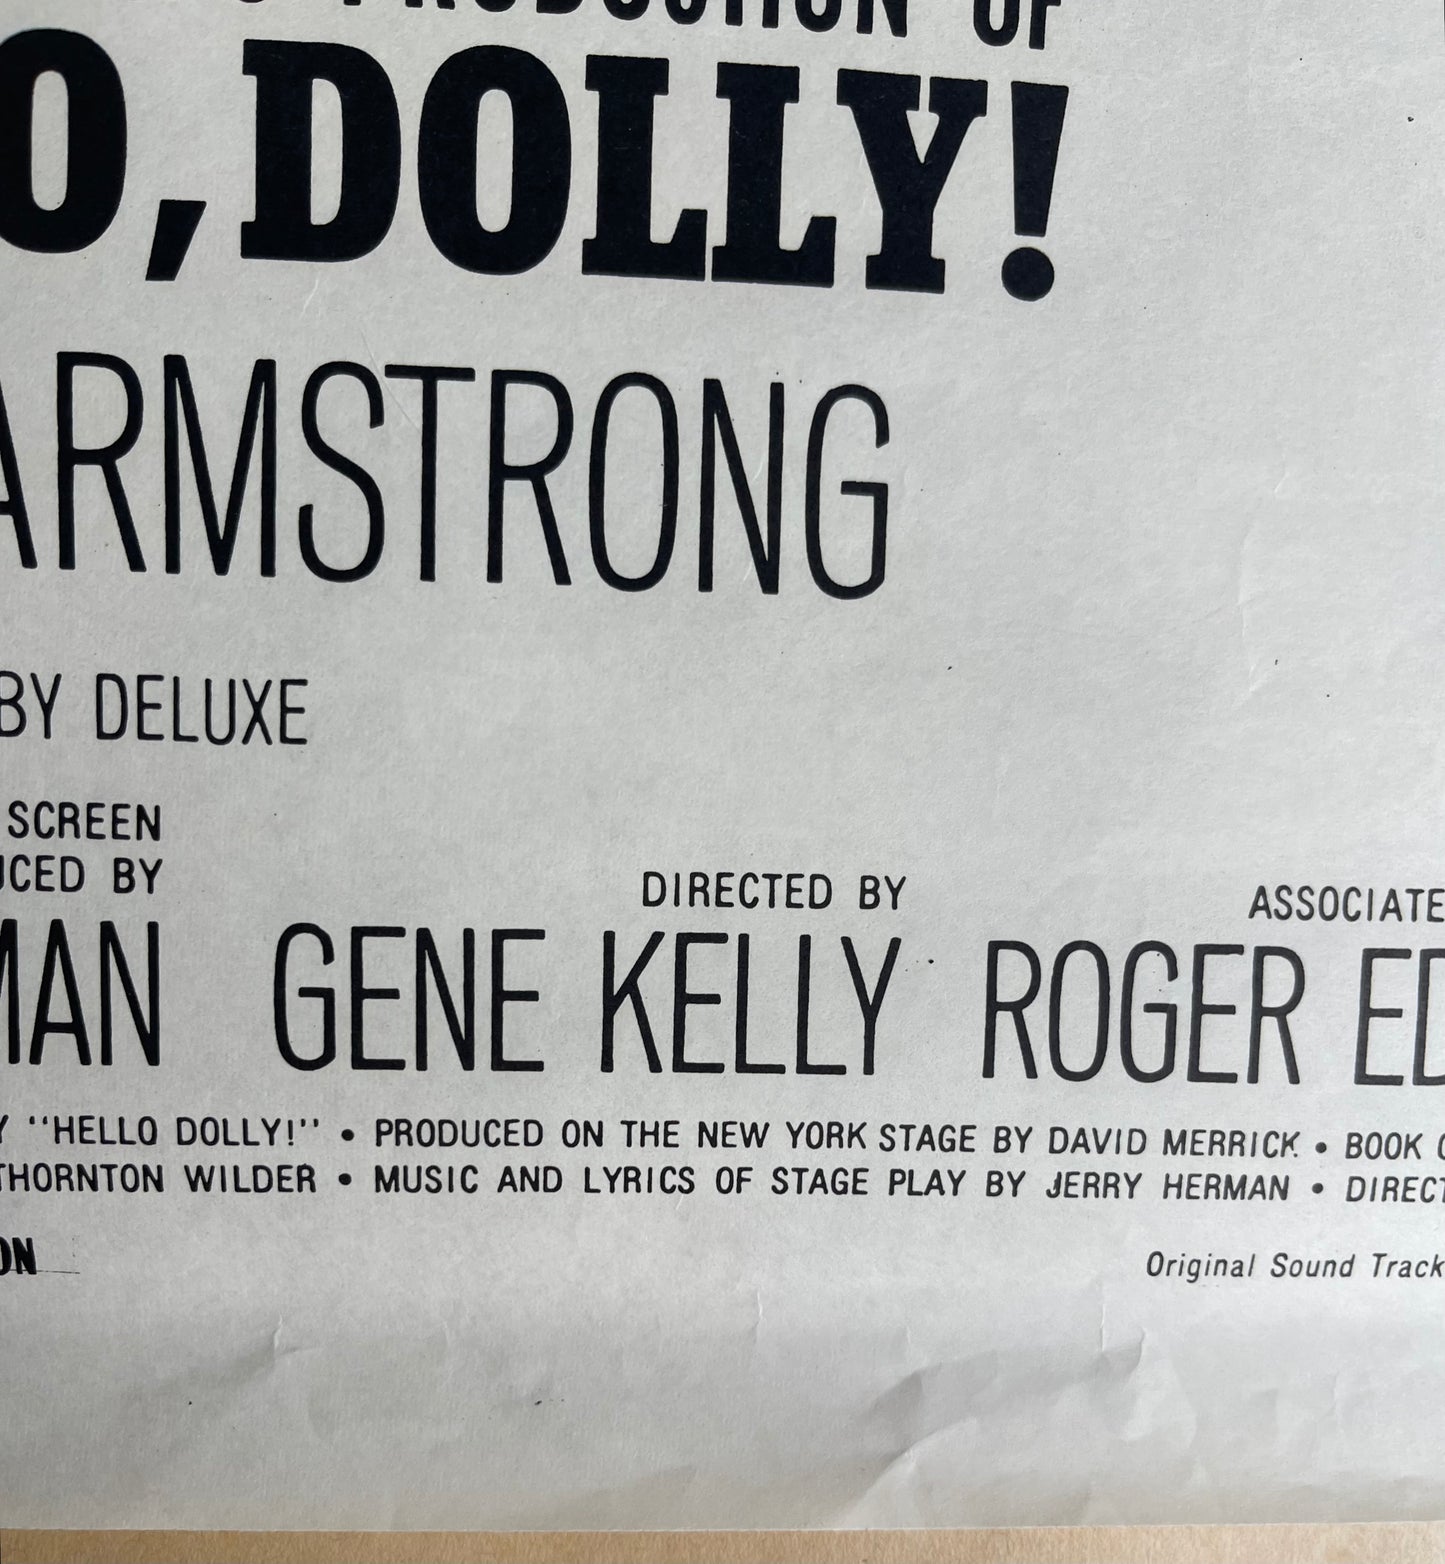 PRODUCTION OF
O, DOLLY!
ARMSTRONG
BY DELUXE
SCREEN
UCED BY
DIRECTED BY
ASSOCIATE
MAN GENE KELLY ROGER ED
Y "HELLO DOLLY!" • PRODUCED ON THE NEW YORK STAGE BY DAVID MERRICK • BOOK O
THORNTON WILDER • MUSIC AND LYRICS OF STAGE PLAY BY JERRY HERMAN • DIRECT
ON
Original Sound Track